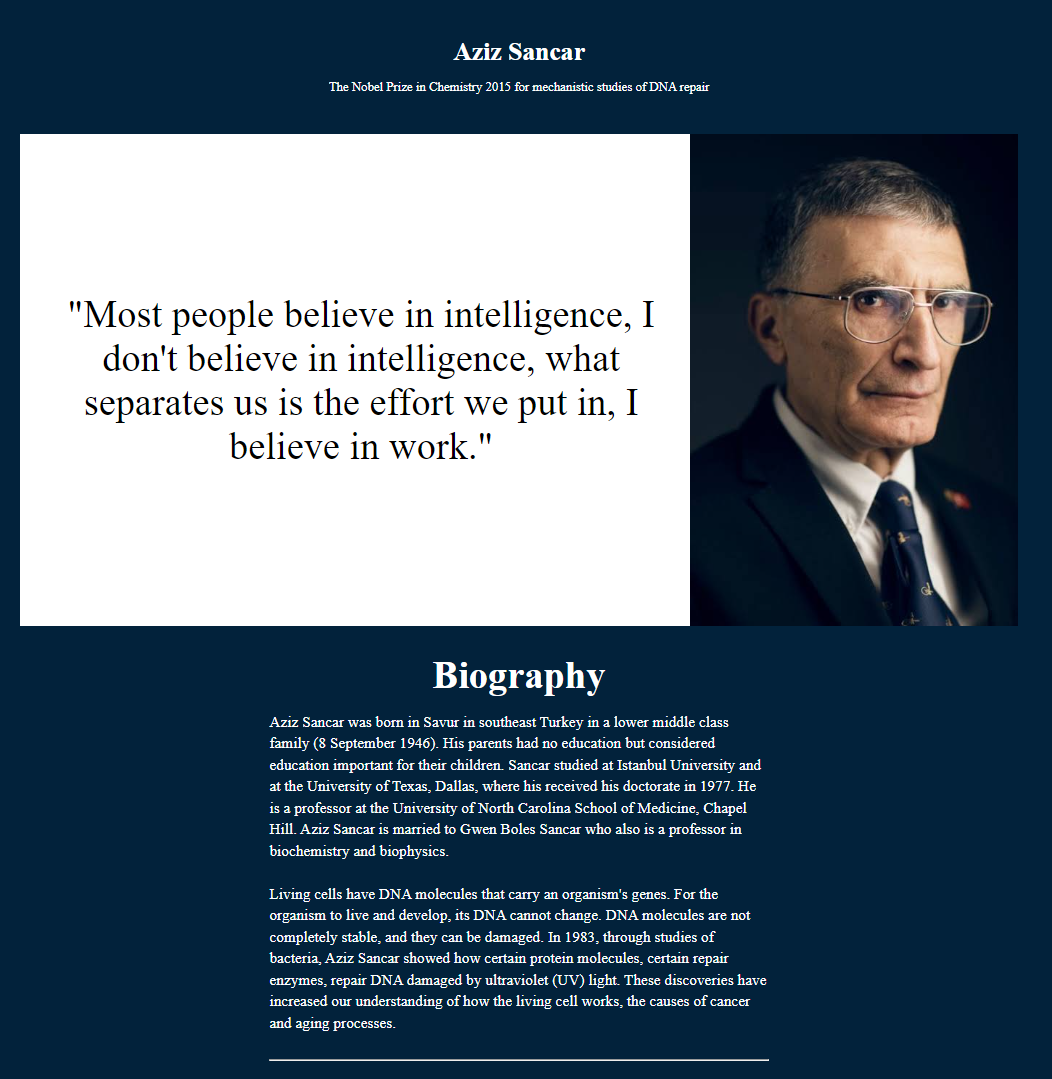 Aziz Sancar
The Nobel Prize in Chemistry 2015 for mechanistic studies of DNA repair
"Most people believe in intelligence, I
don't believe in intelligence, what
separates us is the effort we put in, I
believe in work."
Biography
Aziz Sancar was born in Savur in southeast Turkey in a lower middle class
family (8 September 1946). His parents had no education but considered
education important for their children. Sancar studied at Istanbul University and
at the University of Texas, Dallas, where his received his doctorate in 1977. He
is a professor at the University of North Carolina School of Medicine, Chapel
Hill. Aziz Sancar is married to Gwen Boles Sancar who also is a professor in
biochemistry and biophysics.
Living cells have DNA molecules that carry an organism's genes. For the
organism to live and develop, its DNA cannot change. DNA molecules are not
completely stable, and they can be damaged. In 1983, through studies of
bacteria, Aziz Sancar showed how certain protein molecules, certain repair
enzymes, repair DNA damaged by ultraviolet (UV) light. These discoveries have
increased our understanding of how the living cell works, the causes of cancer
and aging processes.